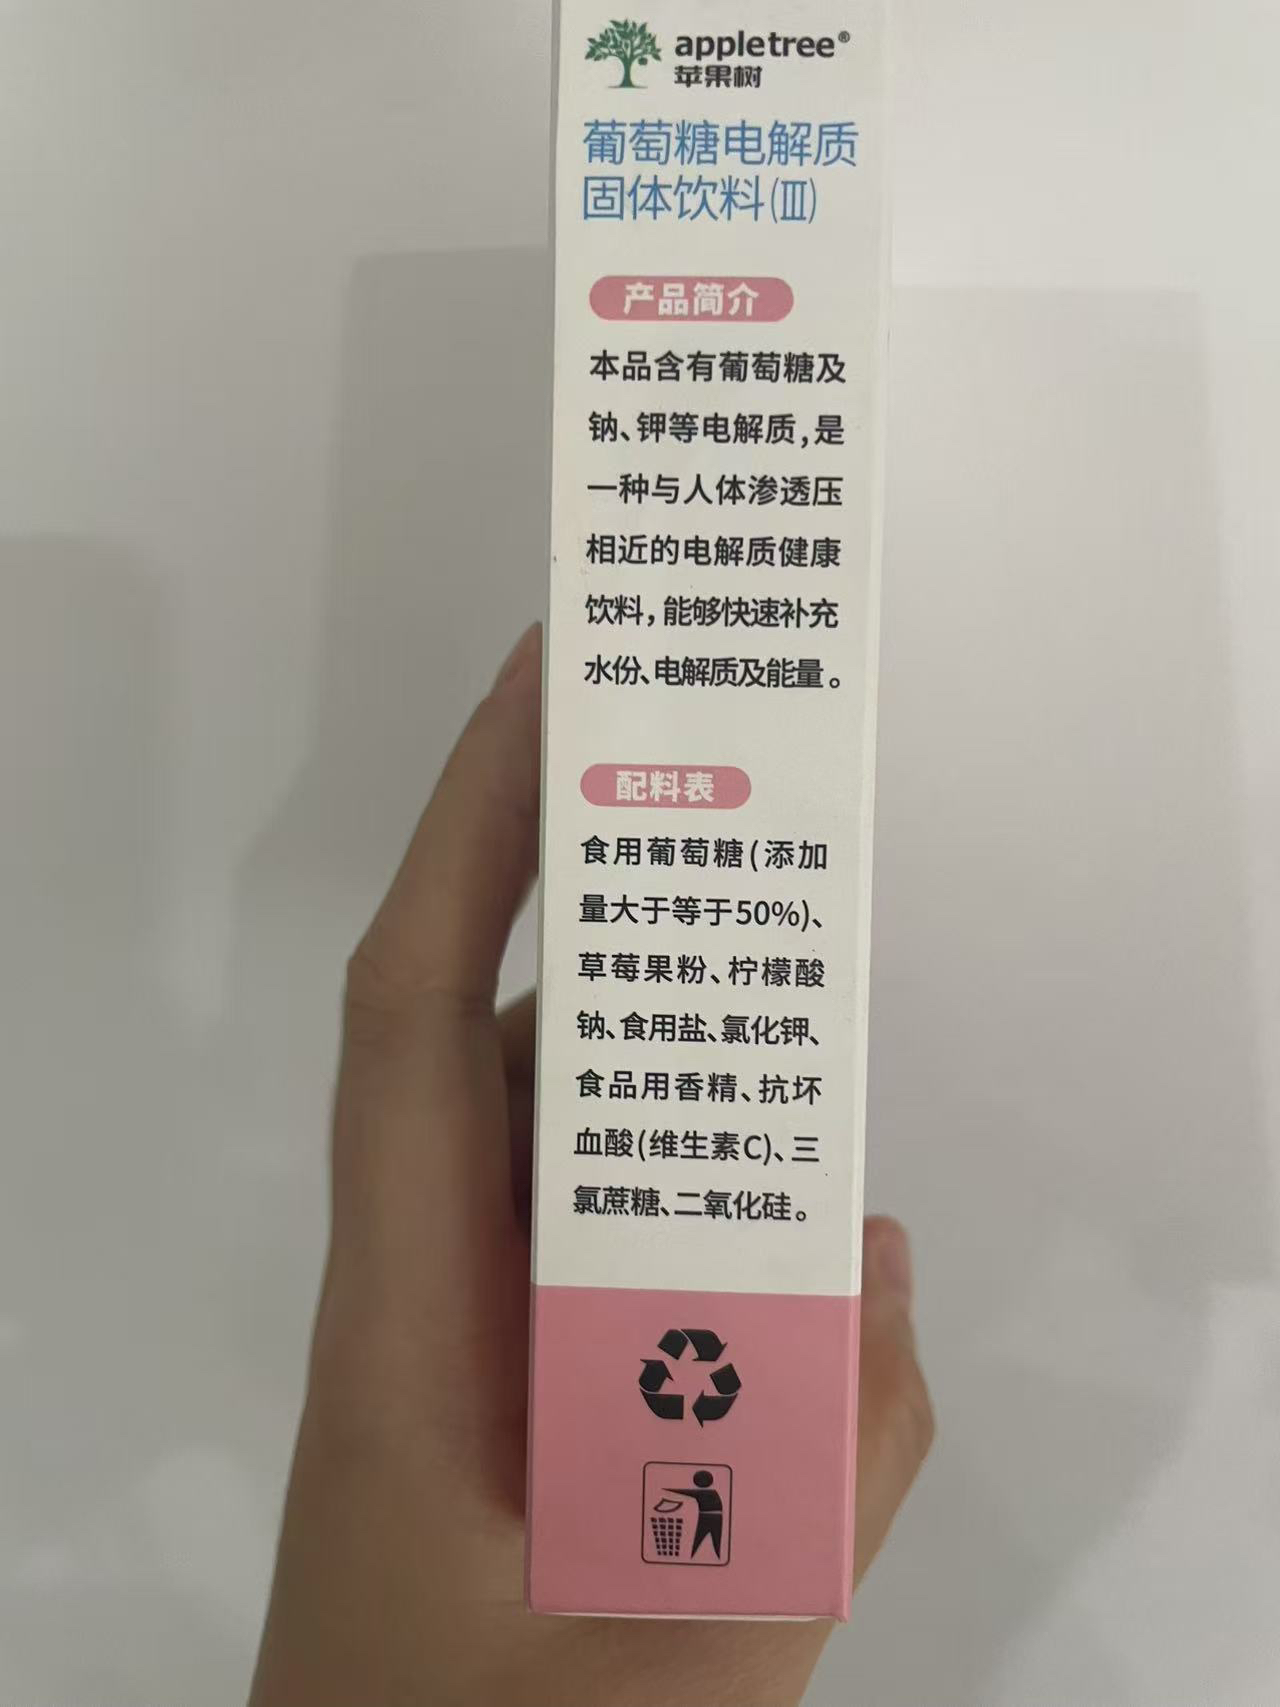 appletree®
苹果树
葡萄糖电解质
固体饮料(Ⅲ)
产品简介
本品含有葡萄糖及
钠、钾等电解质,是
一种与人体渗透压
相近的电解质健康
饮料,能够快速补充
水份、电解质及能量。
配料表
食用葡萄糖(添加
量大于等于50%)、
草莓果粉、柠檬酸
钠、食用盐、氯化钾、
食品用香精、抗坏
血酸(维生素C)、三
氯蔗糖、二氧化硅。